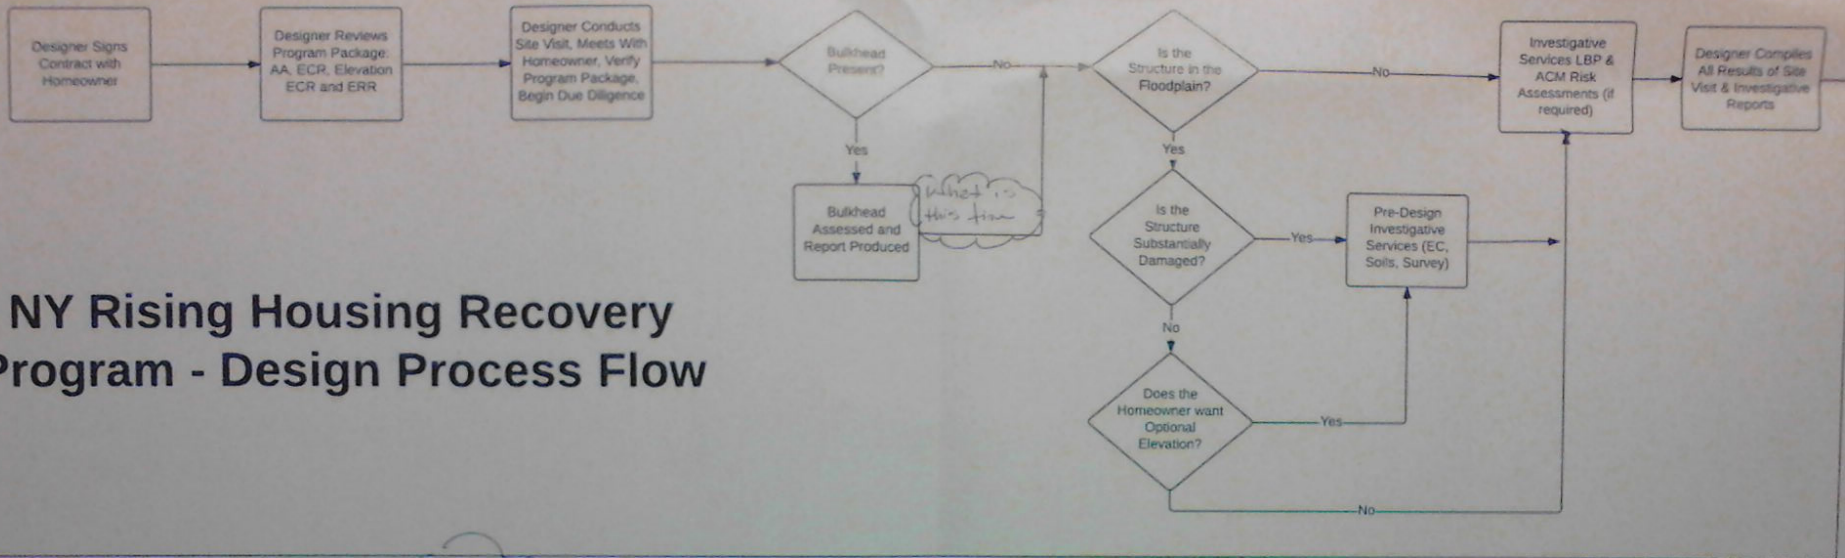 Designer Signs
Contract with
Homeowner
Designer Reviews
Program Package:
AA, ECR, Elevation
ECR and ERR
Designer Conducts
Site Visit, Meets With
Homeowner, Verify
Program Package,
Begin Due Diligence
Bulkhead
Present?
No
Yes
Bulkhead
Assessed and
Report Produced
what is
this
Is the
Structure in the
Floodplain?
No
Yes
Is the
Structure
Substantially
Damaged?
Yes
No
Does the
Homeowner want
Optional
Elevation?
Yes
No
Pre-Design
Investigative
Services (EC,
Soils, Survey)
Investigative
Services LBP &
ACM Risk
Assessments (if
required)
Designer Compiles
All Results of Site
Visit & Investigative
Reports
NY Rising Housing Recovery
Program - Design Process Flow